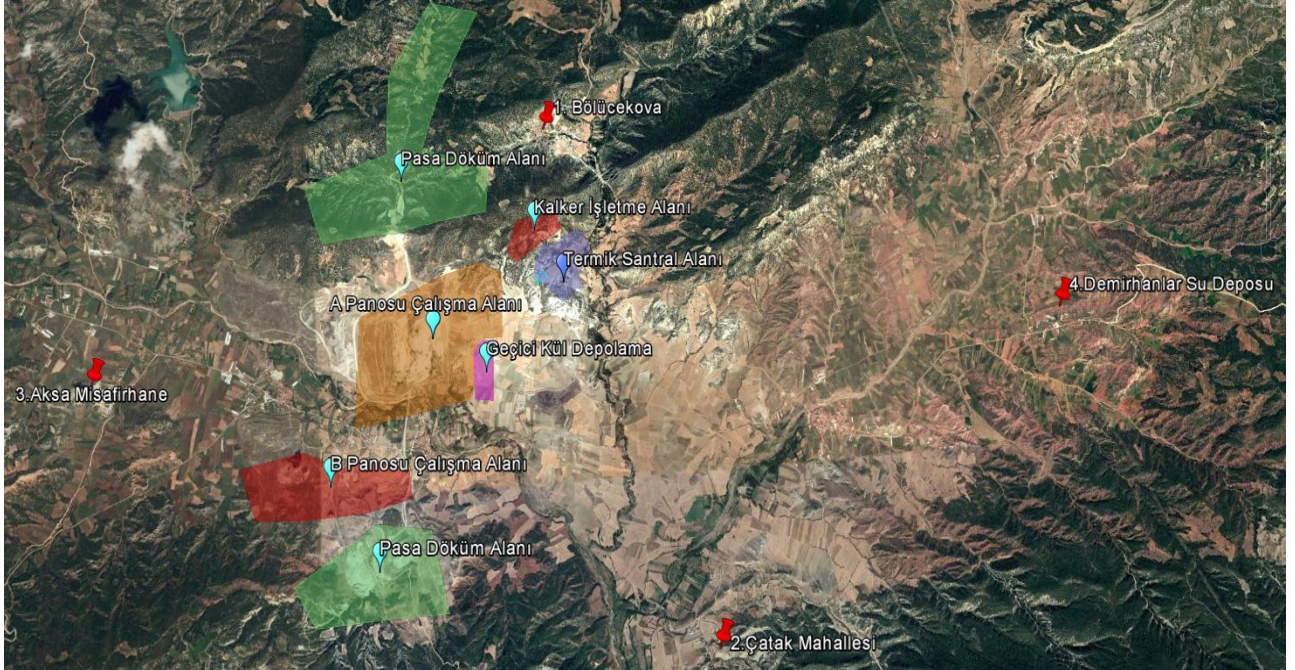 1. Bölücekova
Pasa Döküm Alanı
Kalker İşletme Alanı
Termik Santral Alanı
4.Demirhanlar Su Deposu
A Panosu Çalışma Alanı
Geçici Kül Depolama
3.Aksa Misafirhane
B Panosu Çalışma Alanı
Pasa Döküm Alanı
2.Çatak Mahallesi